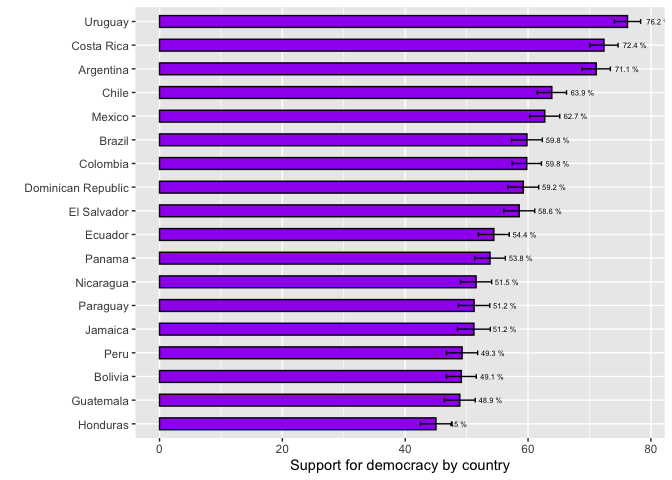 Uruguay 76.2
Costa Rica 72.4 %
Argentina 71.1 %
Chile 63.9 %
Mexico 62.7 %
Brazil 59.8 %
Colombia 59.8 %
Dominican Republic 59.2 %
El Salvador 58.6 %
Ecuador 54.4 %
Panama 53.8 %
Nicaragua 51.5 %
Paraguay 51.2 %
Jamaica 51.2 %
Peru 49.3 %
Bolivia 49.1 %
Guatemala 48.9 %
Honduras 45 %
0 20 40 60 80
Support for democracy by country